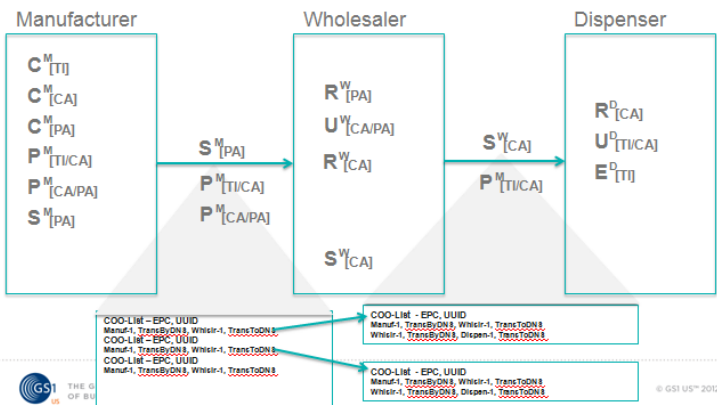 Manufacturer
Wholesaler
Dispenser
C M[TI]
C M[CA]
C M[PA]
P M[TI/CA]
P M[CA/PA]
S M[PA]
S M[PA]
P M[TI/CA]
P M[CA/PA]
R W[PA]
U W[CA/PA]
R W[CA]
S W[CA]
S W[CA]
P M[TI/CA]
R D[CA]
U D[TI/CA]
E D[TI]
COO-List – EPC, UUID
Manuf-1, TransByDN8, Whlslr-1, TransToDN8
COO-List – EPC, UUID
Manuf-1, TransByDN8, Whlslr-1, TransToDN8
COO-List – EPC, UUID
Manuf-1, TransByDN8, Whlslr-1, TransToDN8
COO-List - EPC, UUID
Manuf-1, TransByDN8, Whlslr-1, TransToDN8
Whlslr-1, TransByDN8, Dispen-1, TransToDN8
COO-List - EPC, UUID
Manuf-1, TransByDN8, Whlslr-1, TransToDN8
Whlslr-1, TransByDN8, Dispen-1, TransToDN8
GS1
US
THE G
OF BU
© GS1 US™ 2012